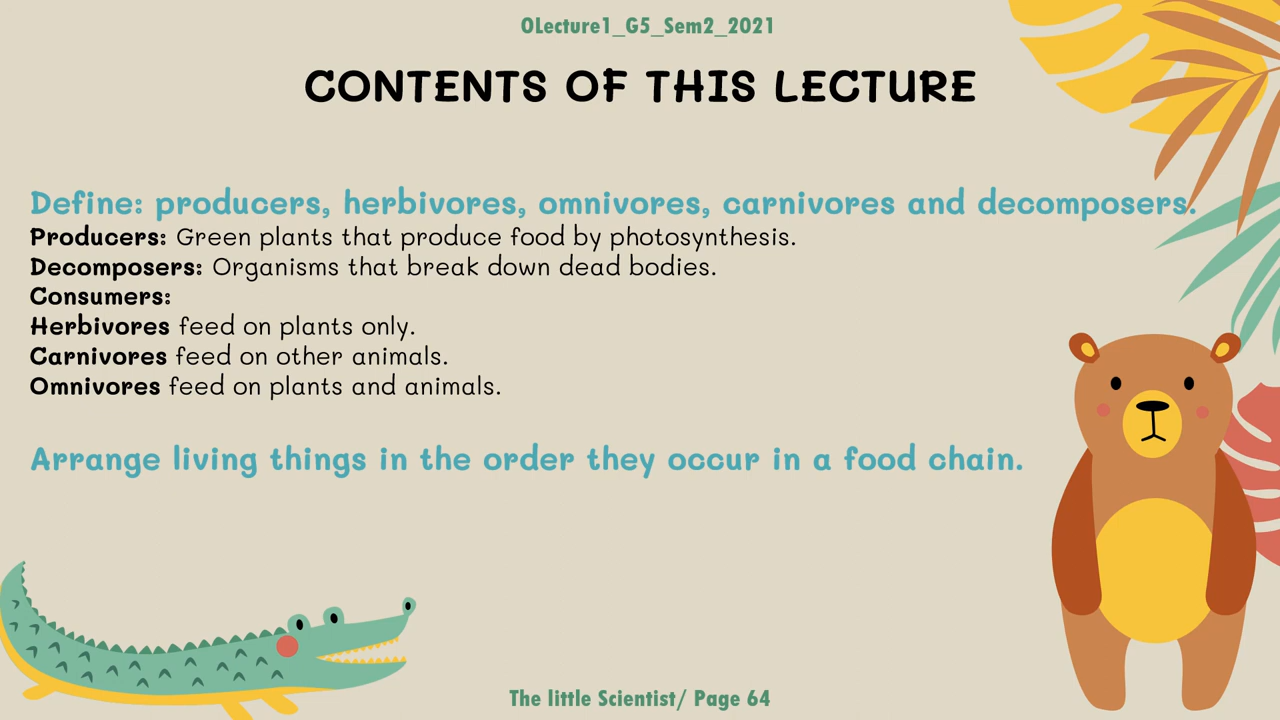 OLecture1_G5_Sem2_2021
CONTENTS OF THIS LECTURE
Define: producers, herbivores, omnivores, carnivores and decomposers.
Producers: Green plants that produce food by photosynthesis.
Decomposers: Organisms that break down dead bodies.
Consumers:
Herbivores feed on plants only.
Carnivores feed on other animals.
Omnivores feed on plants and animals.
Arrange living things in the order they occur in a food chain.
The little Scientist/ Page 64